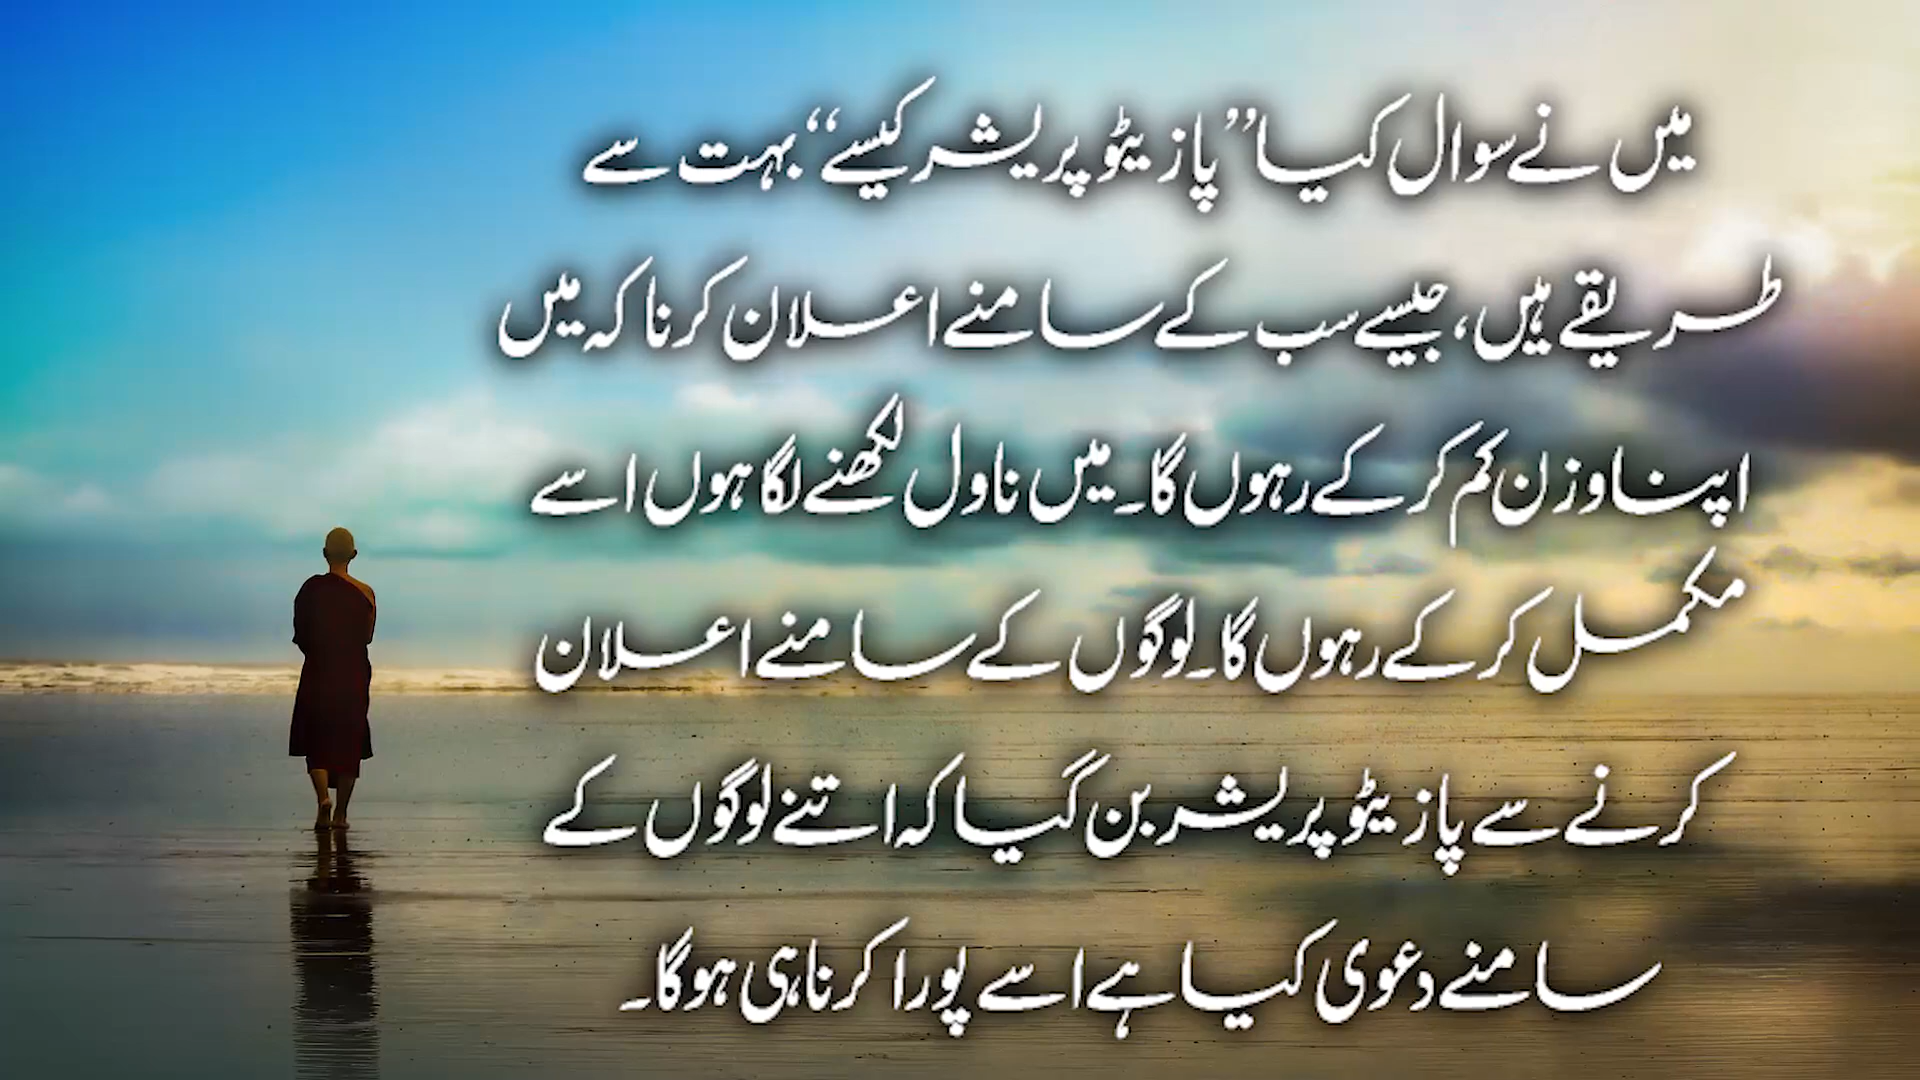 میں نے سوال کیا ”پازیٹو پریشر کیسے“ بہت سے
طریقے ہیں، جیسے سب کے سامنے اعلان کرنا کہ میں
اپنا وزن کم کر کے رہوں گا۔ میں ناول لکھنے لگا ہوں اسے
مکمل کر کے رہوں گا۔ لوگوں کے سامنے اعلان
کرنے سے پازیٹو پریشر بن گیا کہ اتنے لوگوں کے
سامنے دعوی کیا ہے اسے پورا کرنا ہی ہوگا۔